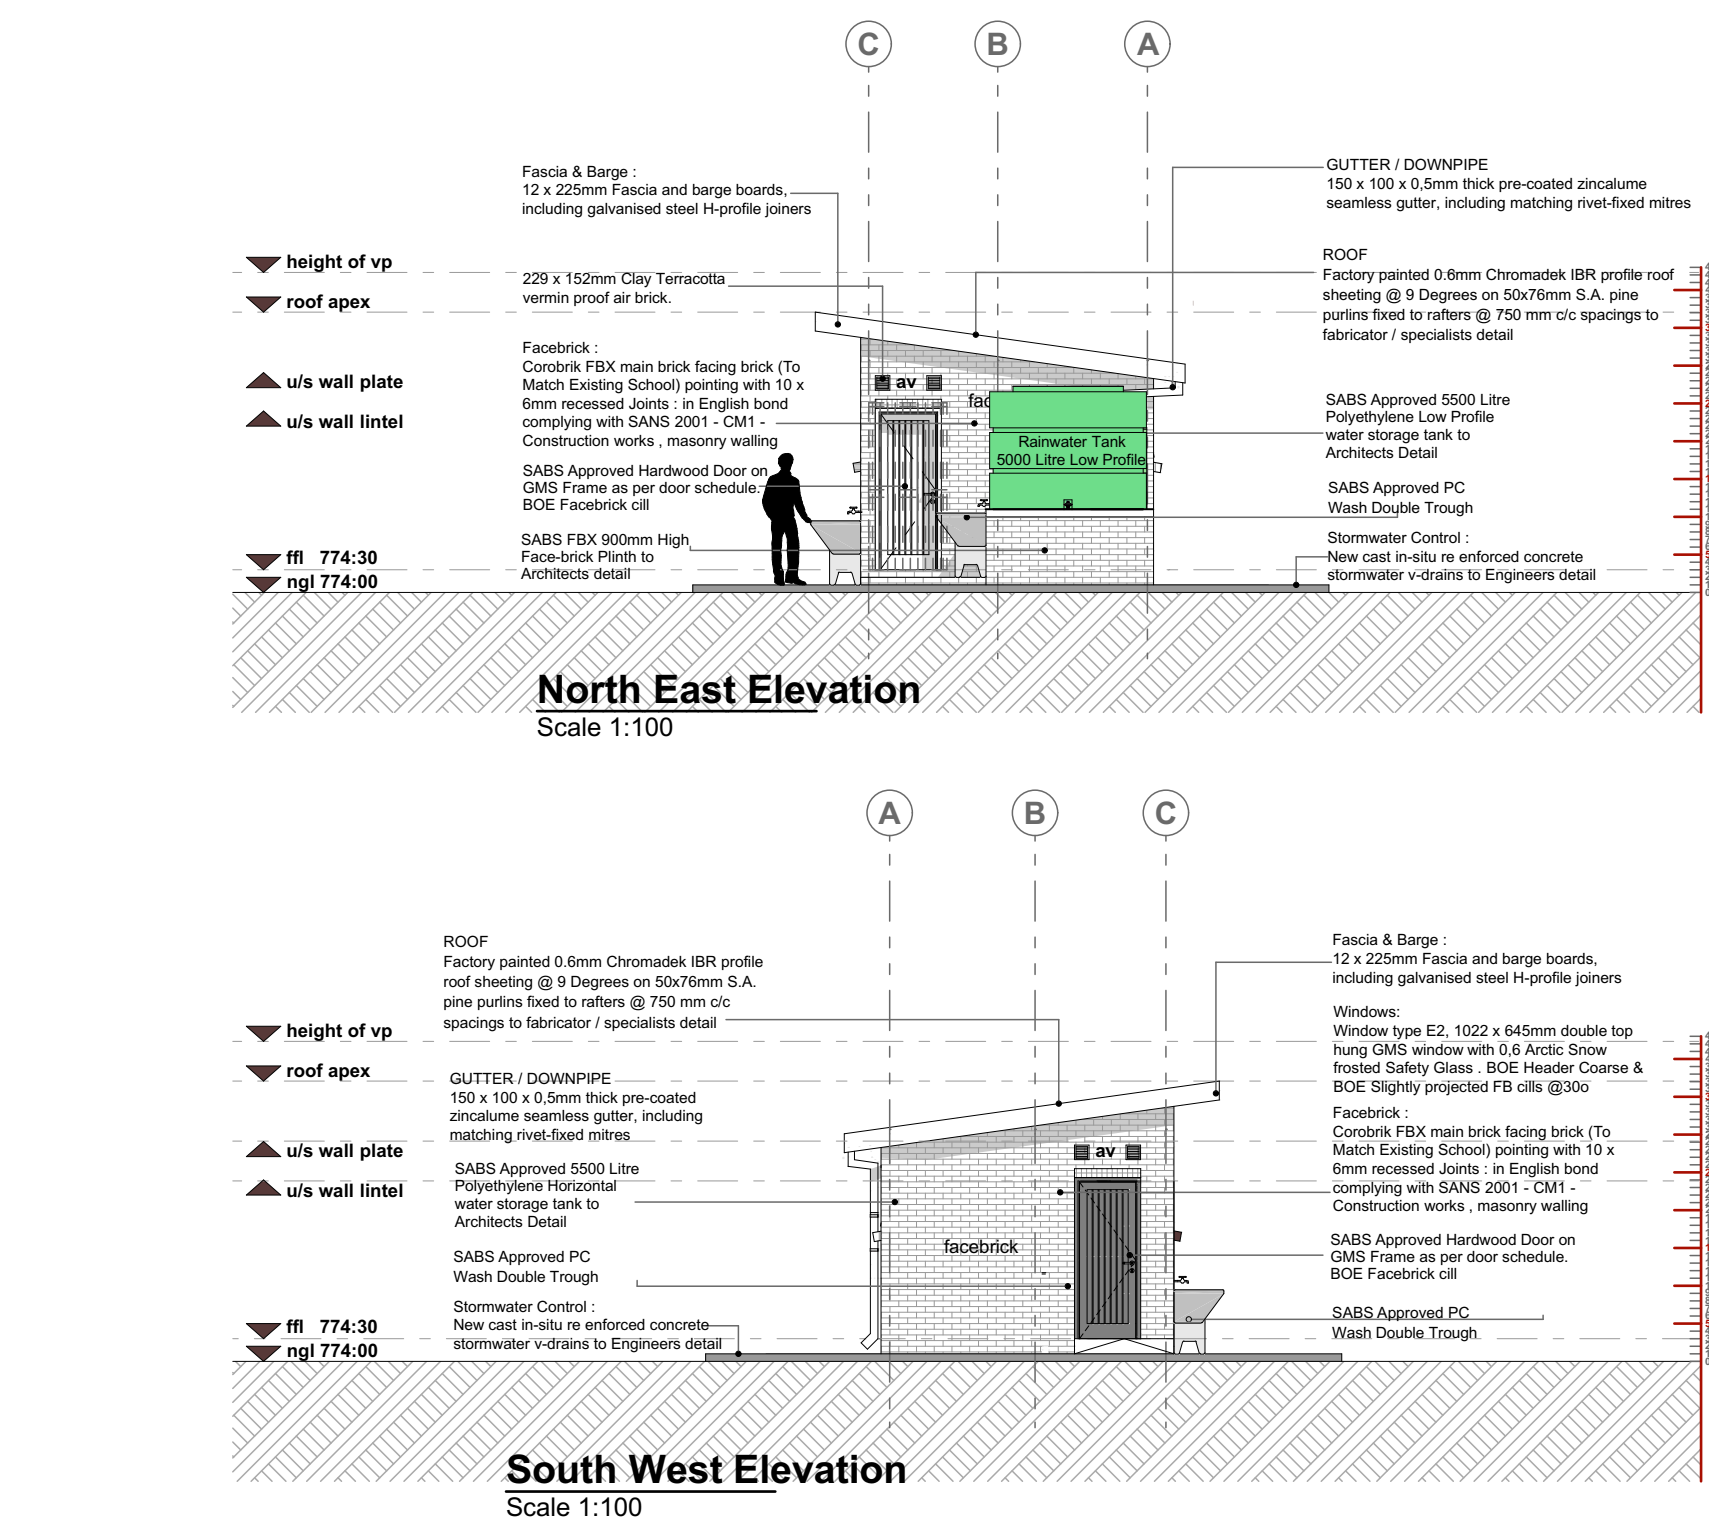 C
B
A
Fascia & Barge :
12 x 225mm Fascia and barge boards,
including galvanised steel H-profile joiners
GUTTER / DOWNPIPE
150 x 100 x 0,5mm thick pre-coated zincalume
seamless gutter, including matching rivet-fixed mitres
height of vp
roof apex
u/s wall plate
u/s wall lintel
ffl 774:30
ngl 774:00
229 x 152mm Clay Terracotta
vermin proof air brick.
Facebrick :
Corobrik FBX main brick facing brick (To
Match Existing School) pointing with 10 x
6mm recessed Joints : in English bond
complying with SANS 2001 - CM1 -
Construction works , masonry walling
SABS Approved Hardwood Door on
GMS Frame as per door schedule.
BOE Facebrick cill
SABS FBX 900mm High
Face-brick Plinth to
Architects detail
av
fac
Rainwater Tank
5000 Litre Low Profile
ROOF
Factory painted 0.6mm Chromadek IBR profile roof
sheeting @ 9 Degrees on 50x76mm S.A. pine
purlins fixed to rafters @ 750 mm c/c spacings to
fabricator / specialists detail
SABS Approved 5500 Litre
Polyethylene Low Profile
water storage tank to
Architects Detail
SABS Approved PC
Wash Double Trough
Stormwater Control :
New cast in-situ re enforced concrete
stormwater v-drains to Engineers detail
North East Elevation
Scale 1:100
A
B
C
ROOF
Factory painted 0.6mm Chromadek IBR profile
roof sheeting @ 9 Degrees on 50x76mm S.A.
pine purlins fixed to rafters @ 750 mm c/c
spacings to fabricator / specialists detail
height of vp
roof apex
u/s wall plate
u/s wall lintel
ffl 774:30
ngl 774:00
GUTTER / DOWNPIPE
150 x 100 x 0,5mm thick pre-coated
zincalume seamless gutter, including
matching rivet-fixed mitres
SABS Approved 5500 Litre
Polyethylene Horizontal
water storage tank to
Architects Detail
SABS Approved PC
Wash Double Trough
Stormwater Control :
New cast in-situ re enforced concrete
stormwater v-drains to Engineers detail
av
facebrick
Fascia & Barge :
12 x 225mm Fascia and barge boards,
including galvanised steel H-profile joiners
Windows:
Window type E2, 1022 x 645mm double top
hung GMS window with 0,6 Arctic Snow
frosted Safety Glass . BOE Header Coarse &
BOE Slightly projected FB cills @30o
Facebrick :
Corobrik FBX main brick facing brick (To
Match Existing School) pointing with 10 x
6mm recessed Joints : in English bond
complying with SANS 2001 - CM1 -
Construction works , masonry walling
SABS Approved Hardwood Door on
GMS Frame as per door schedule.
BOE Facebrick cill
SABS Approved PC
Wash Double Trough
South West Elevation
Scale 1:100